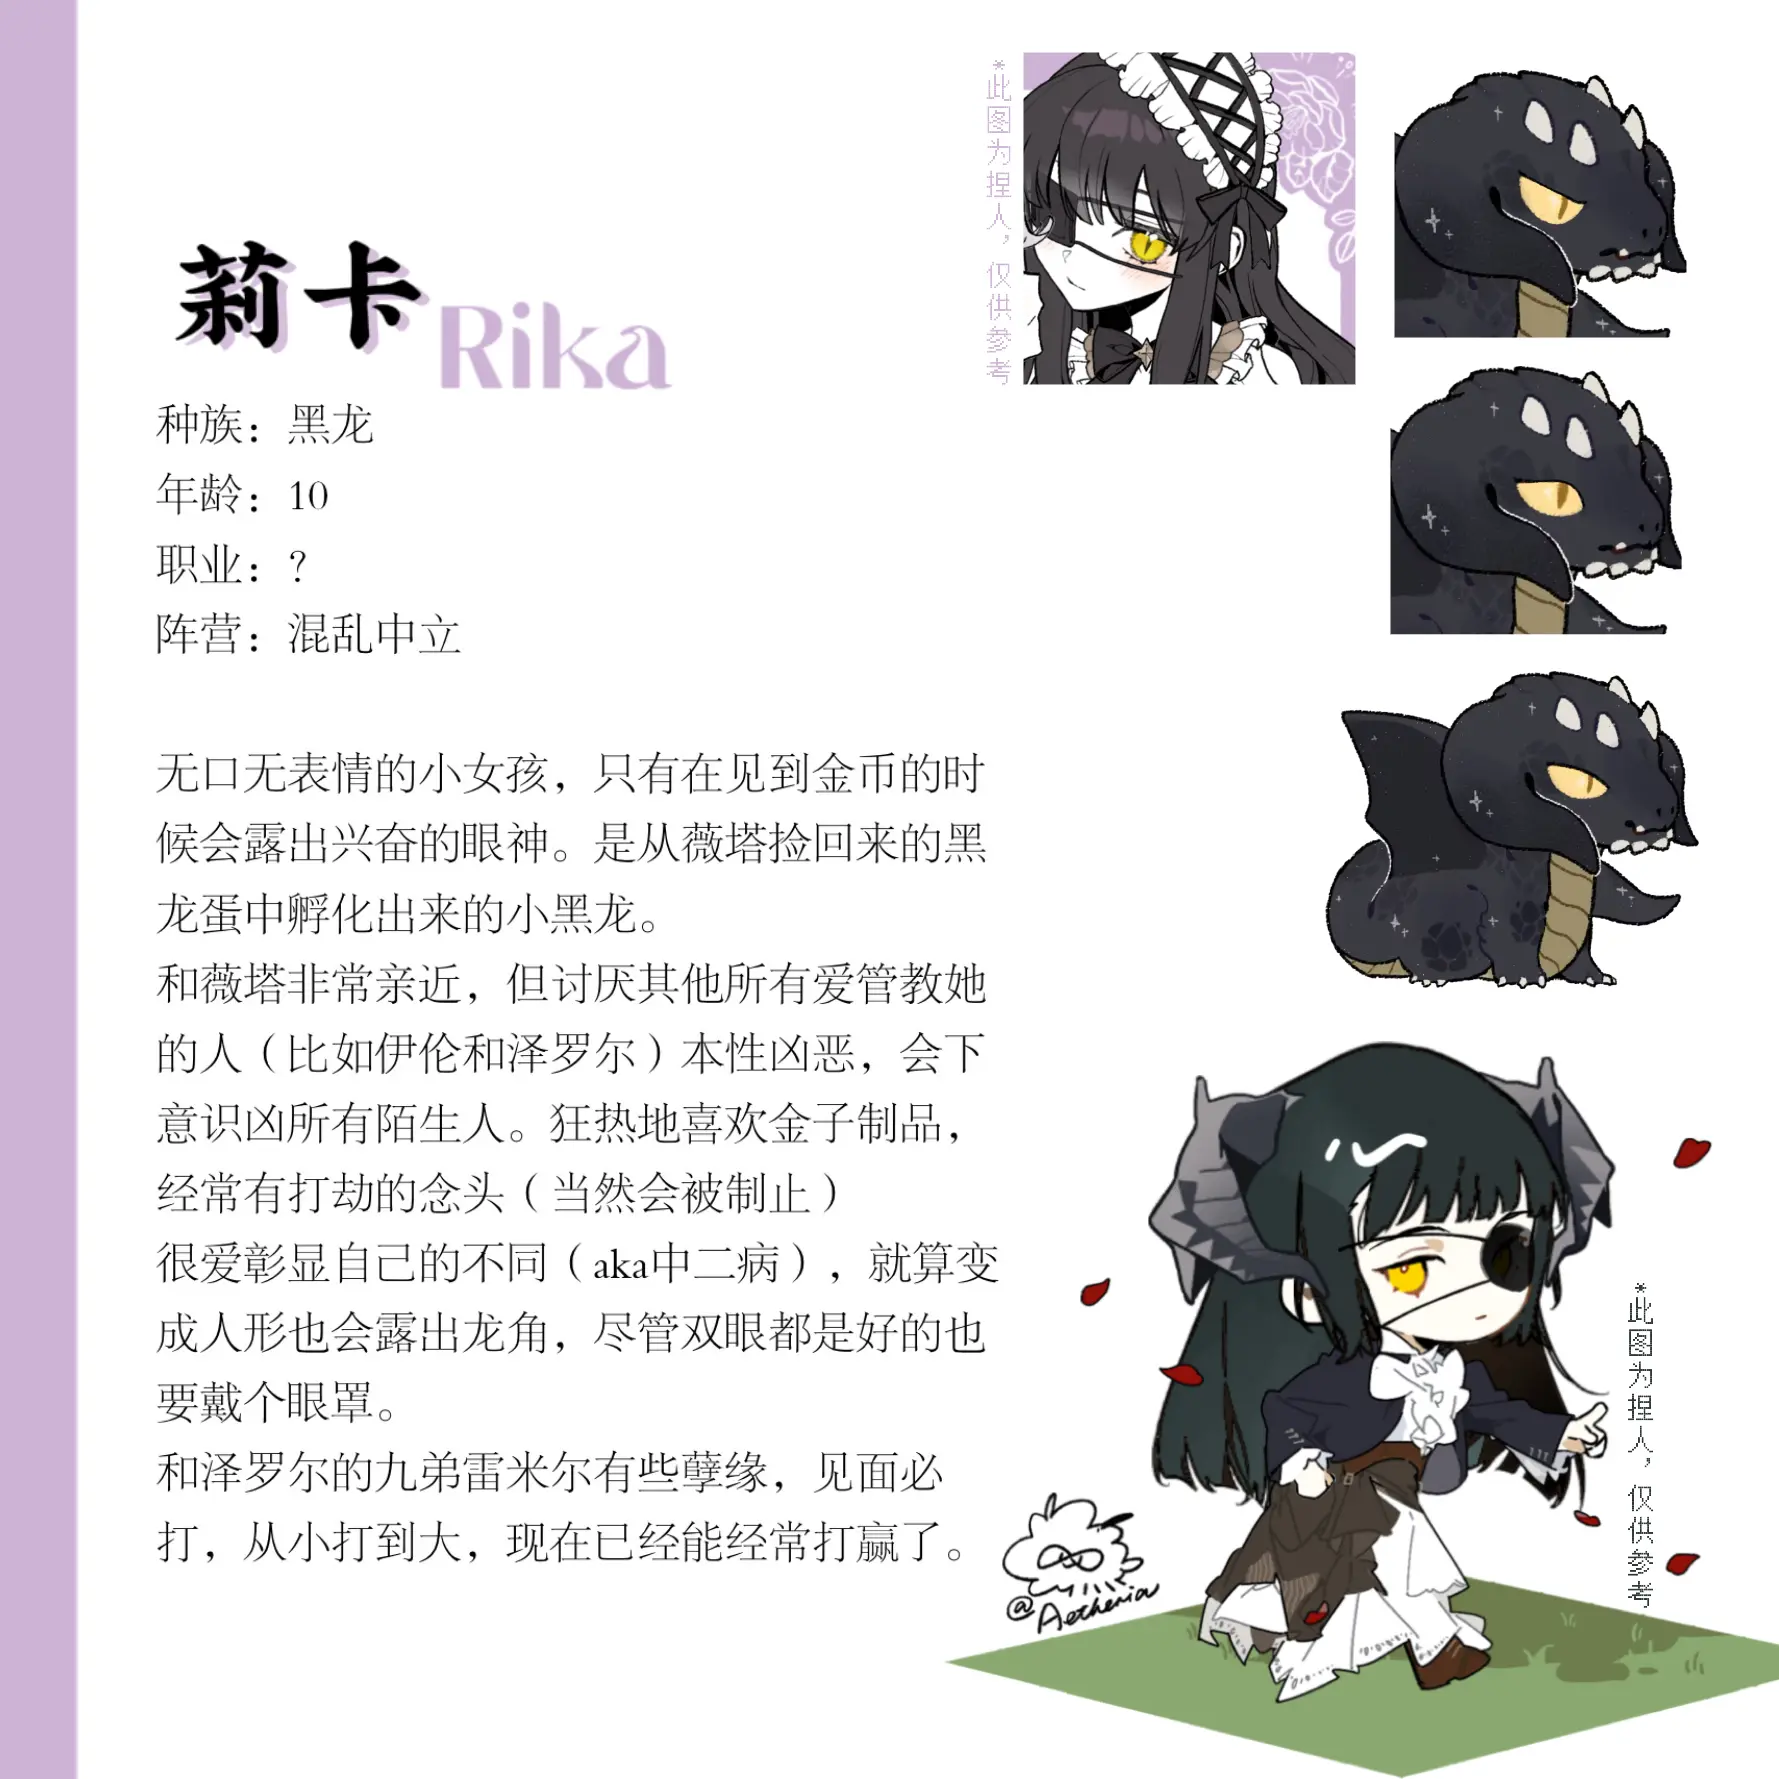 莉卡 Rika
种族：黑龙
年龄：10
职业：?
阵营：混乱中立
无口无表情的小女孩，只有在见到金币的时
候会露出兴奋的眼神。是从薇塔捡回来的黑
龙蛋中孵化出来的小黑龙。
和薇塔非常亲近，但讨厌其他所有爱管教她
的人（比如伊伦和泽罗尔）本性凶恶，会下
意识凶所有陌生人。狂热地喜欢金子制品，
经常有打劫的念头（当然会被制止）
很爱彰显自己的不同（aka中二病），就算变
成人形也会露出龙角，尽管双眼都是好的也
要戴个眼罩。
和泽罗尔的九弟雷米尔有些孽缘，见面必
打，从小打到大，现在已经能经常打赢了。
*此图为捏人，仅供参考
*此图为捏人，仅供参考
@Aetheria